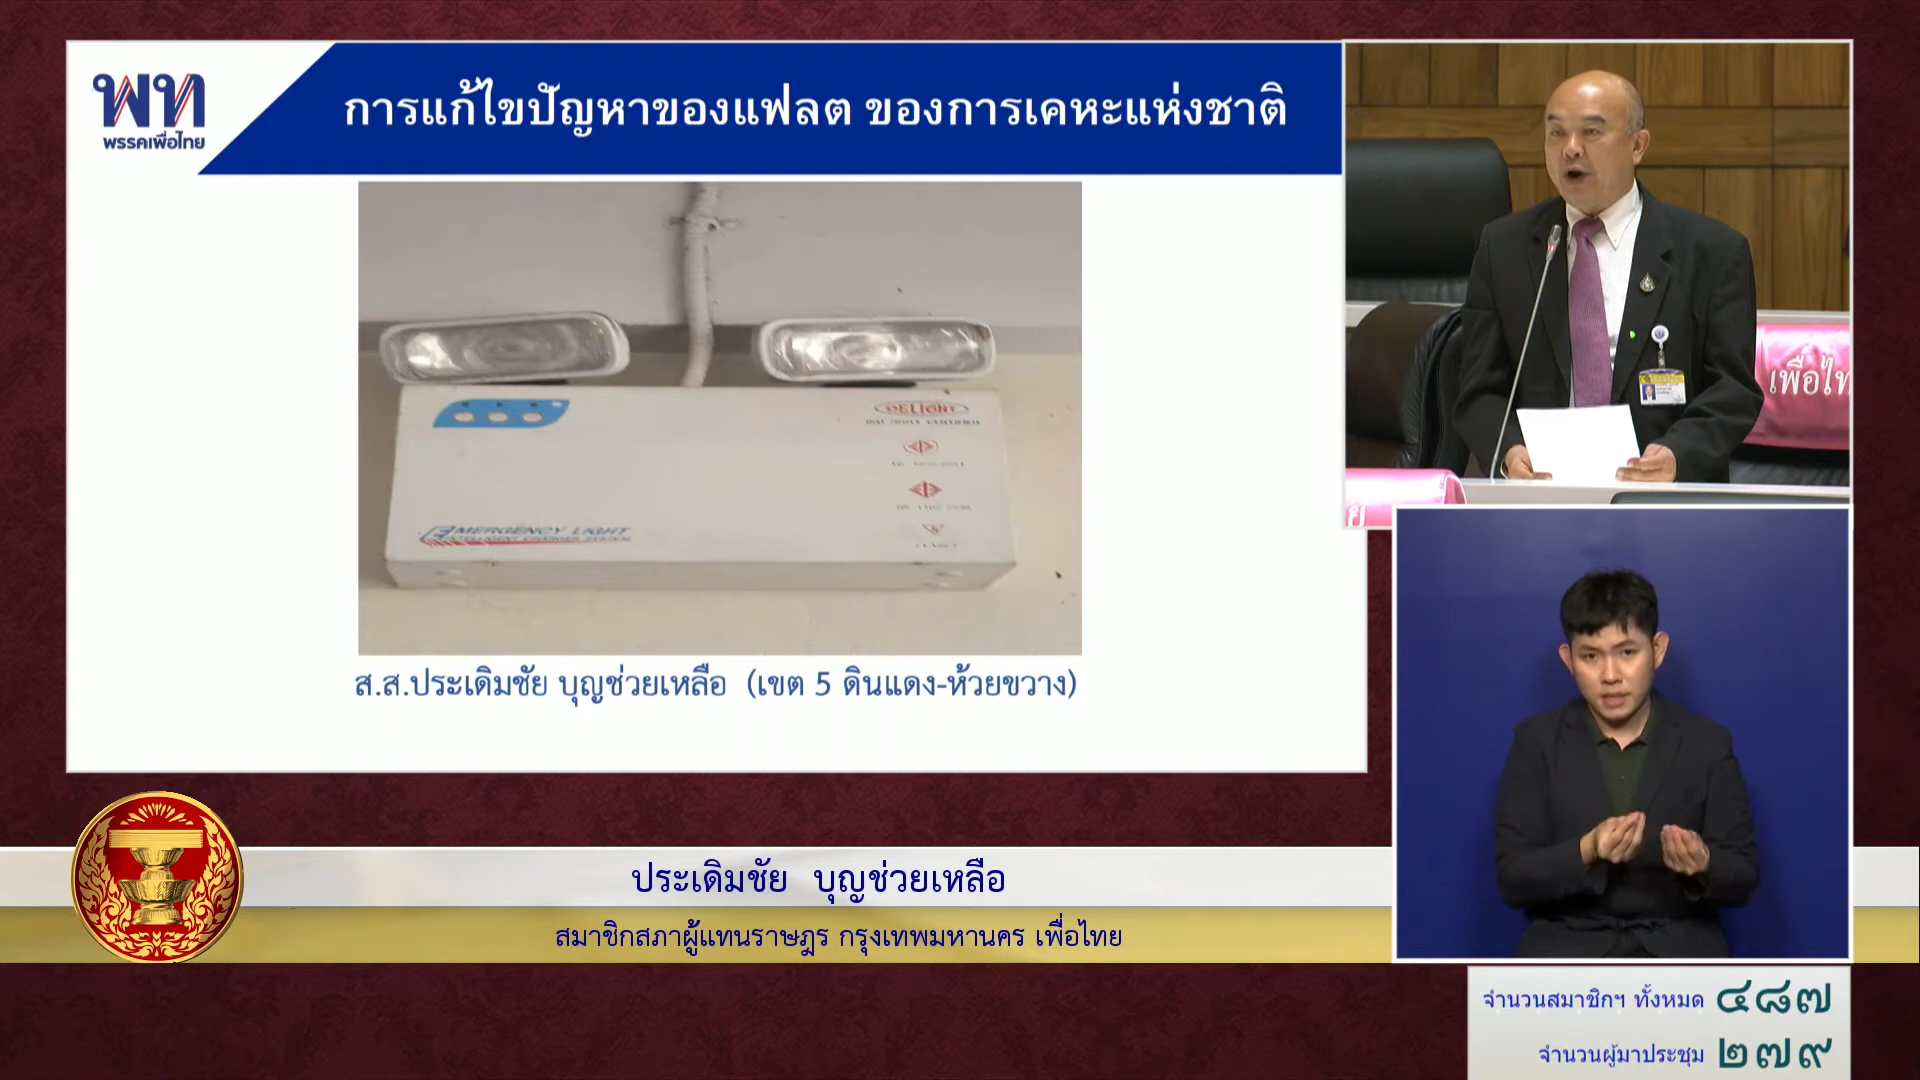 พท
พรรคเพื่อไทย
การแก้ไขปัญหาของแฟลต ของการเคหะแห่งชาติ
DELIGHT
EMERGENCY LIGHT
INTELLIGENT CHARGER SYSTEM
ส.ส.ประเดิมชัย บุญช่วยเหลือ (เขต 5 ดินแดง-ห้วยขวาง)
เพื่อไท
ย
ประเดิมชัย บุญช่วยเหลือ
สมาชิกสภาผู้แทนราษฎร กรุงเทพมหานคร เพื่อไทย
จำนวนสมาชิกฯ ทั้งหมด ๔๘๗
จำนวนผู้มาประชุม ๒๗๙